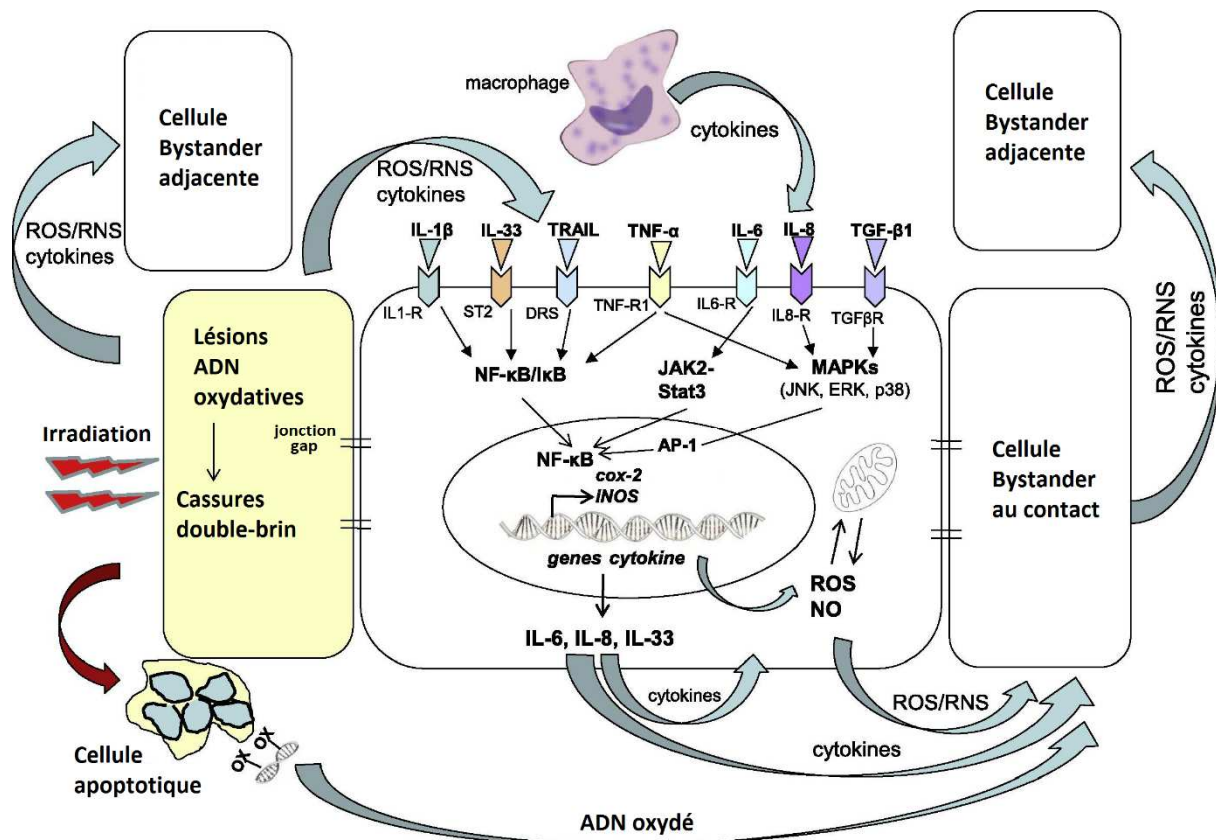 Cellule
Bystander
adjacente
macrophage
cytokines
Cellule
Bystander
adjacente
ROS/RNS
cytokines
ROS/RNS
cytokines
ROS/RNS
cytokines
IL-1β
IL-33
TRAIL
TNF-α
IL-6
IL-8
TGF-β1
IL1-R
ST2
DRS
TNF-R1
IL6-R
IL8-R
TGFβR
Lésions
ADN
oxydatives
Cassures
double-brin
Irradiation
jonction
gap
NF-κB/IκB
JAK2-
Stat3
MAPKs
(JNK, ERK, p38)
NF-κB
AP-1
cox-2
INOS
genes cytokine
ROS
NO
IL-6, IL-8, IL-33
Cellule
Bystander
au contact
cytokines
ROS/RNS
cytokines
Cellule
apoptotique
OX
OX
ADN oxydé